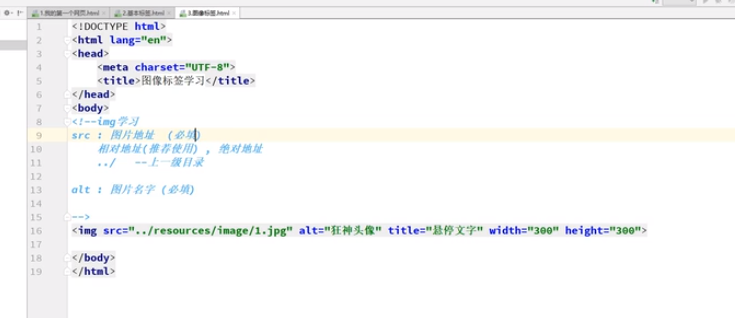 1.我的第一个网页.html 2.基本标签.html 3.图像标签.html
1 <!DOCTYPE html>
2 <html lang="en">
3 <head>
4 <meta charset="UTF-8">
5 <title>图像标签学习</title>
6 </head>
7 <body>
8 <!--img学习
9 src : 图片地址 (必填)
10 相对地址(推荐使用) , 绝对地址
11 ../ --上一级目录
12
13 alt : 图片名字 (必填)
14
15 -->
16 <img src="../resources/image/1.jpg" alt="狂神头像" title="悬停文字" width="300" height="300">
17
18 </body>
19 </html>